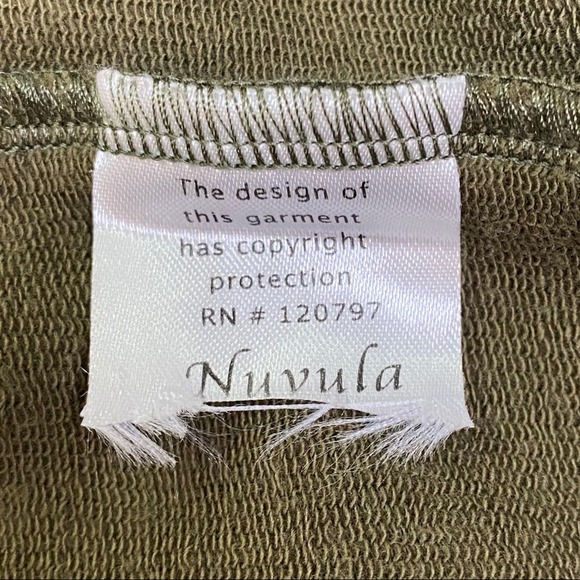 The design of
this garment
has copyright
protection
RN # 120797
Nuvula